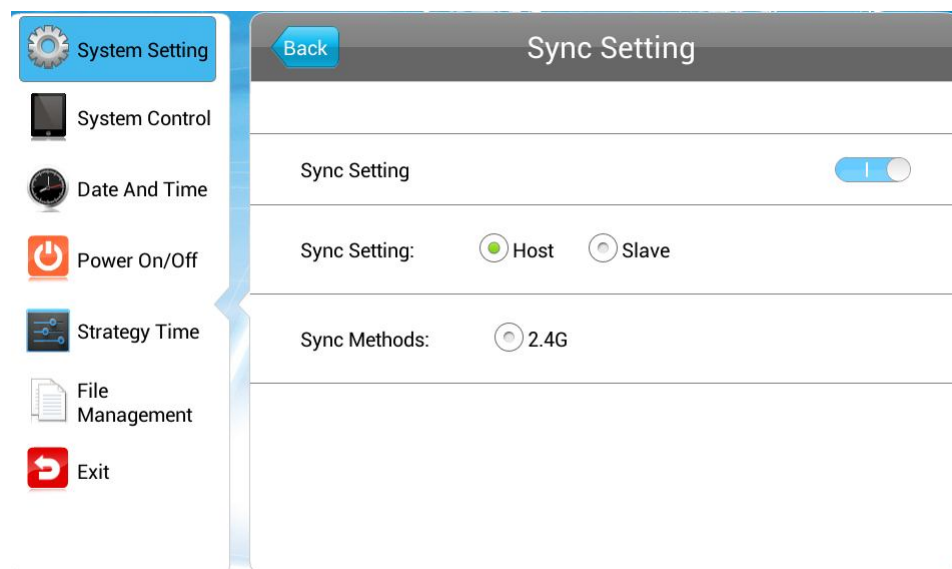 System Setting
System Control
Date And Time
Power On/Off
Strategy Time
File
Management
Exit
Back
Sync Setting
Sync Setting
Sync Setting: Host Slave
Sync Methods: 2.4G